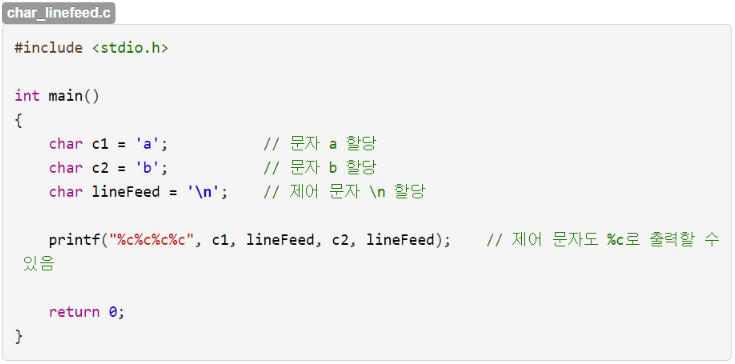 char_linefeed.c
#include <stdio.h>
int main()
{
    char c1 = 'a';            // 문자 a 할당
    char c2 = 'b';            // 문자 b 할당
    char lineFeed = '\n';    // 제어 문자 \n 할당
    printf("%c%c%c%c", c1, lineFeed, c2, lineFeed);    // 제어 문자도 %c로 출력할 수
있음
    return 0;
}